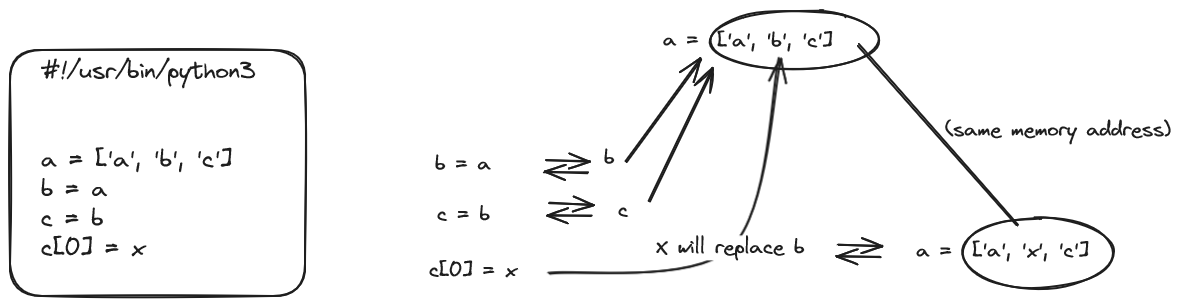 #!/usr/bin/python3
a = ['a', 'b', 'c']
b = a
c = b
c[0] = x
a = ['a', 'b', 'c']
(same memory address)
b = a b
c = b c
x will replace b a = ['a', 'x', 'c']
c[0] = x